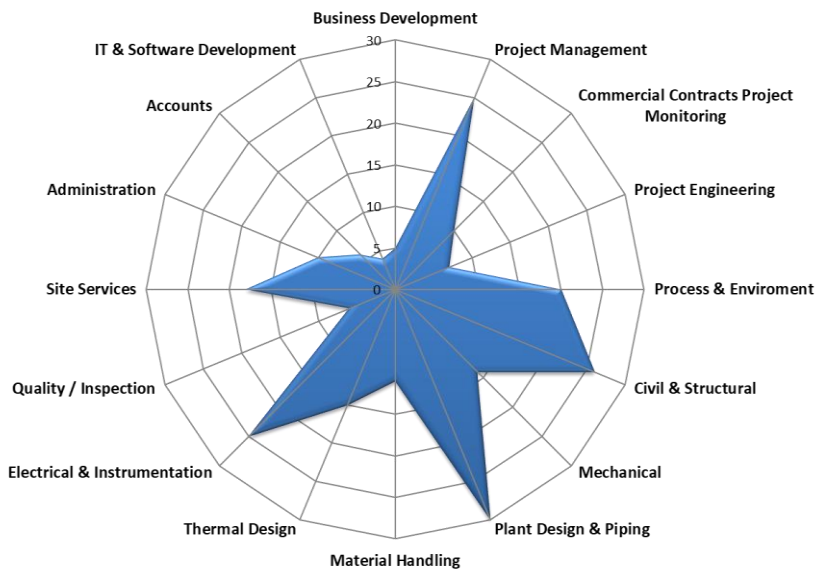 Business Development
IT & Software Development
Project Management
30
25
20
15
10
5
0
Accounts
Commercial Contracts Project
Monitoring
Administration
Project Engineering
Site Services
Process & Enviroment
Quality / Inspection
Civil & Structural
Electrical & Instrumentation
Mechanical
Thermal Design
Plant Design & Piping
Material Handling